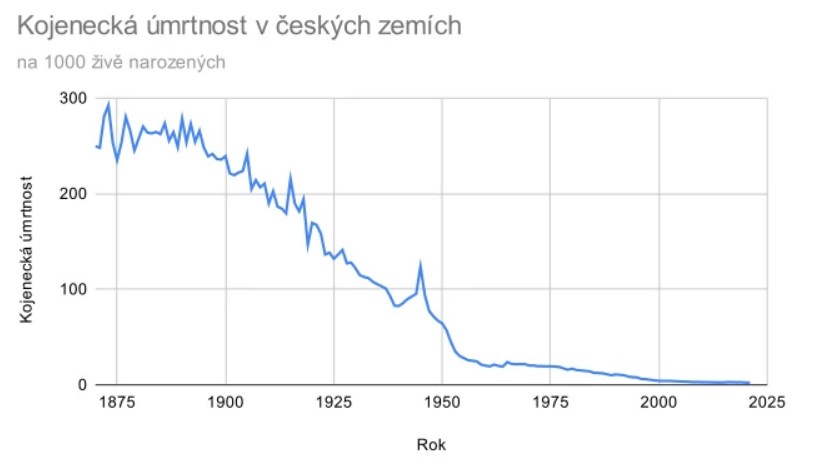 Kojenecká úmrtnost v českých zemích
na 1000 živě narozených
300
200
100
0
Kojenecká úmrtnost
1875 1900 1925 1950 1975 2000 2025
Rok